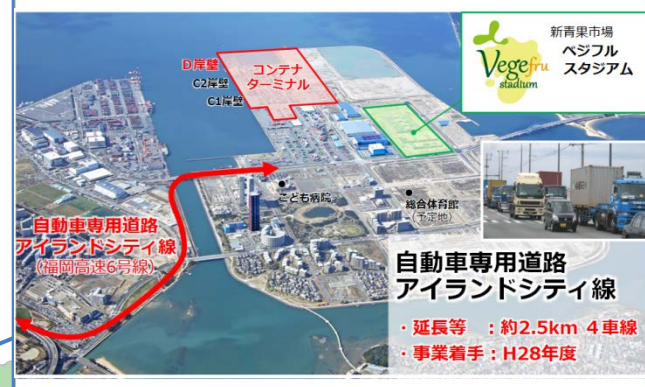 新青果市場
ベジフル
スタジアム
Vegefru
stadium
D岸壁
C2岸壁
C1岸壁
コンテナ
ターミナル
こども病院
総合体育館
(予定地)
自動車専用道路
アイランドシティ線
(福岡高速6号線)
自動車専用道路
アイランドシティ線
・延長等 :約2.5km 4車線
・事業着手:H28年度